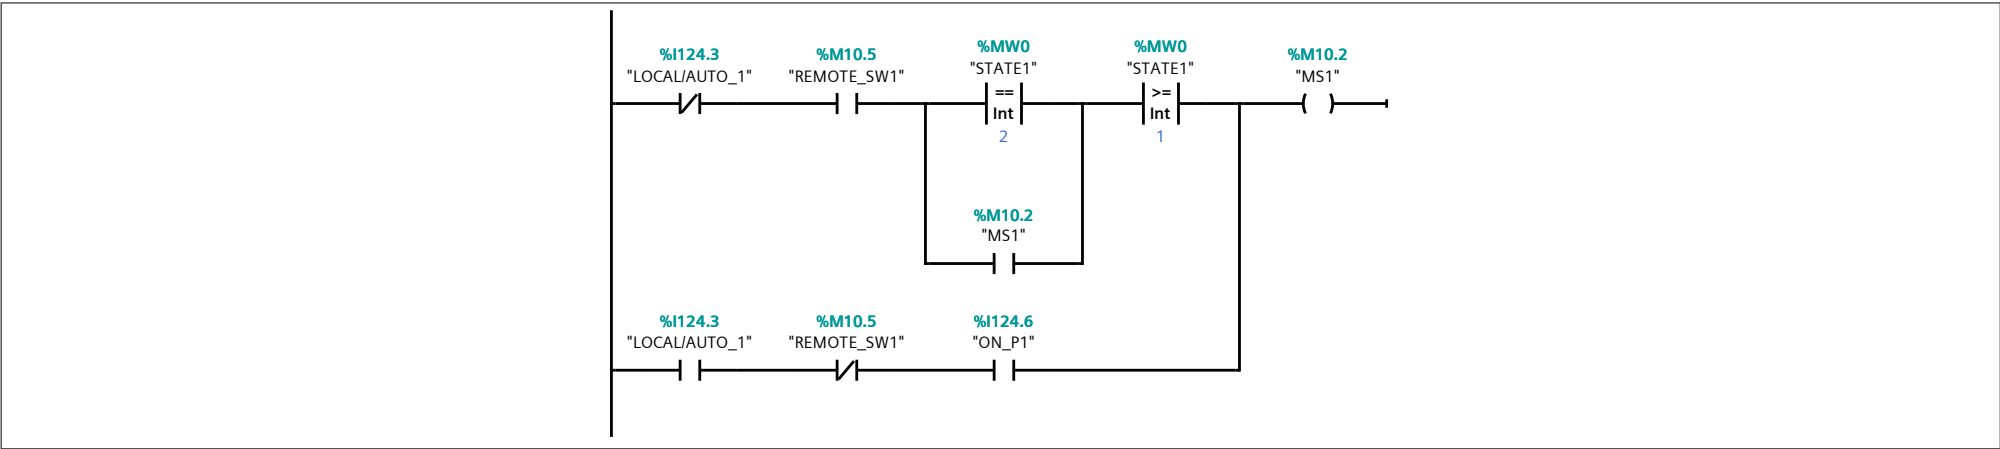 %I124.3
"LOCAL/AUTO_1"
%M10.5
"REMOTE_SW1"
%MW0
"STATE1"
==
Int
2
%MW0
"STATE1"
>=
Int
1
%M10.2
"MS1"
%M10.2
"MS1"
%I124.3
"LOCAL/AUTO_1"
%M10.5
"REMOTE_SW1"
%I124.6
"ON_P1"